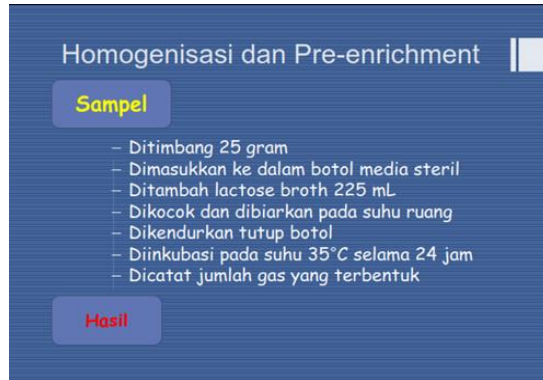 Homogenisasi dan Pre-enrichment
Sampel
– Ditimbang 25 gram
– Dimasukkan ke dalam botol media steril
– Ditambah lactose broth 225 mL
– Dikocok dan dibiarkan pada suhu ruang
– Dikendurkan tutup botol
– Diinkubasi pada suhu 35°C selama 24 jam
– Dicatat jumlah gas yang terbentuk
Hasil